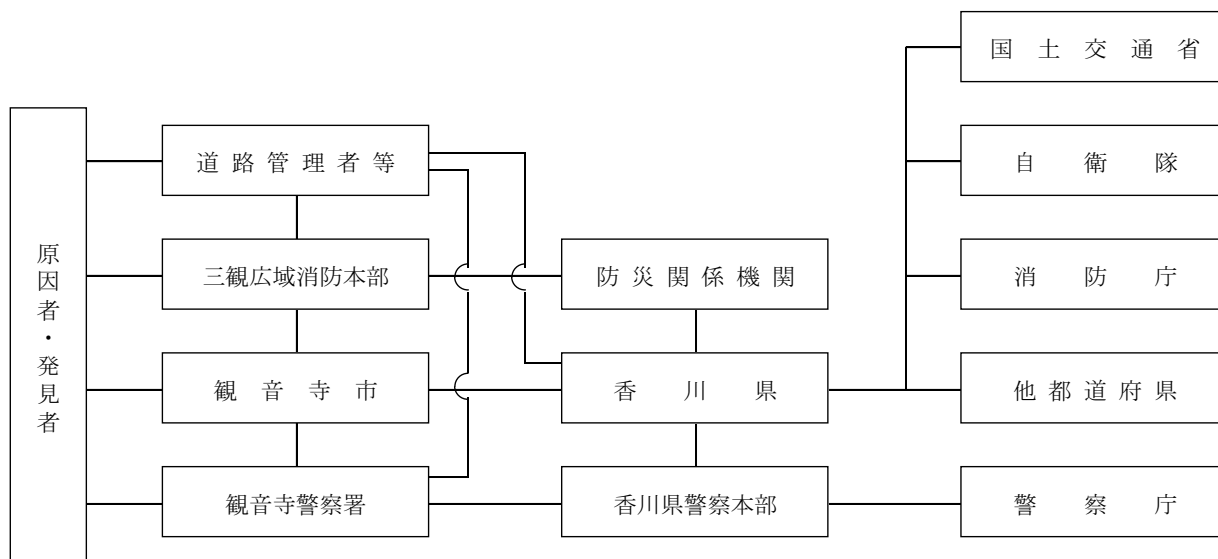 原因者・発見者
道路管理者等
三観広域消防本部
観音寺市
観音寺警察署
防災関係機関
香川県
香川県警察本部
国土交通省
自衛隊
消防庁
他都道府県
警察庁